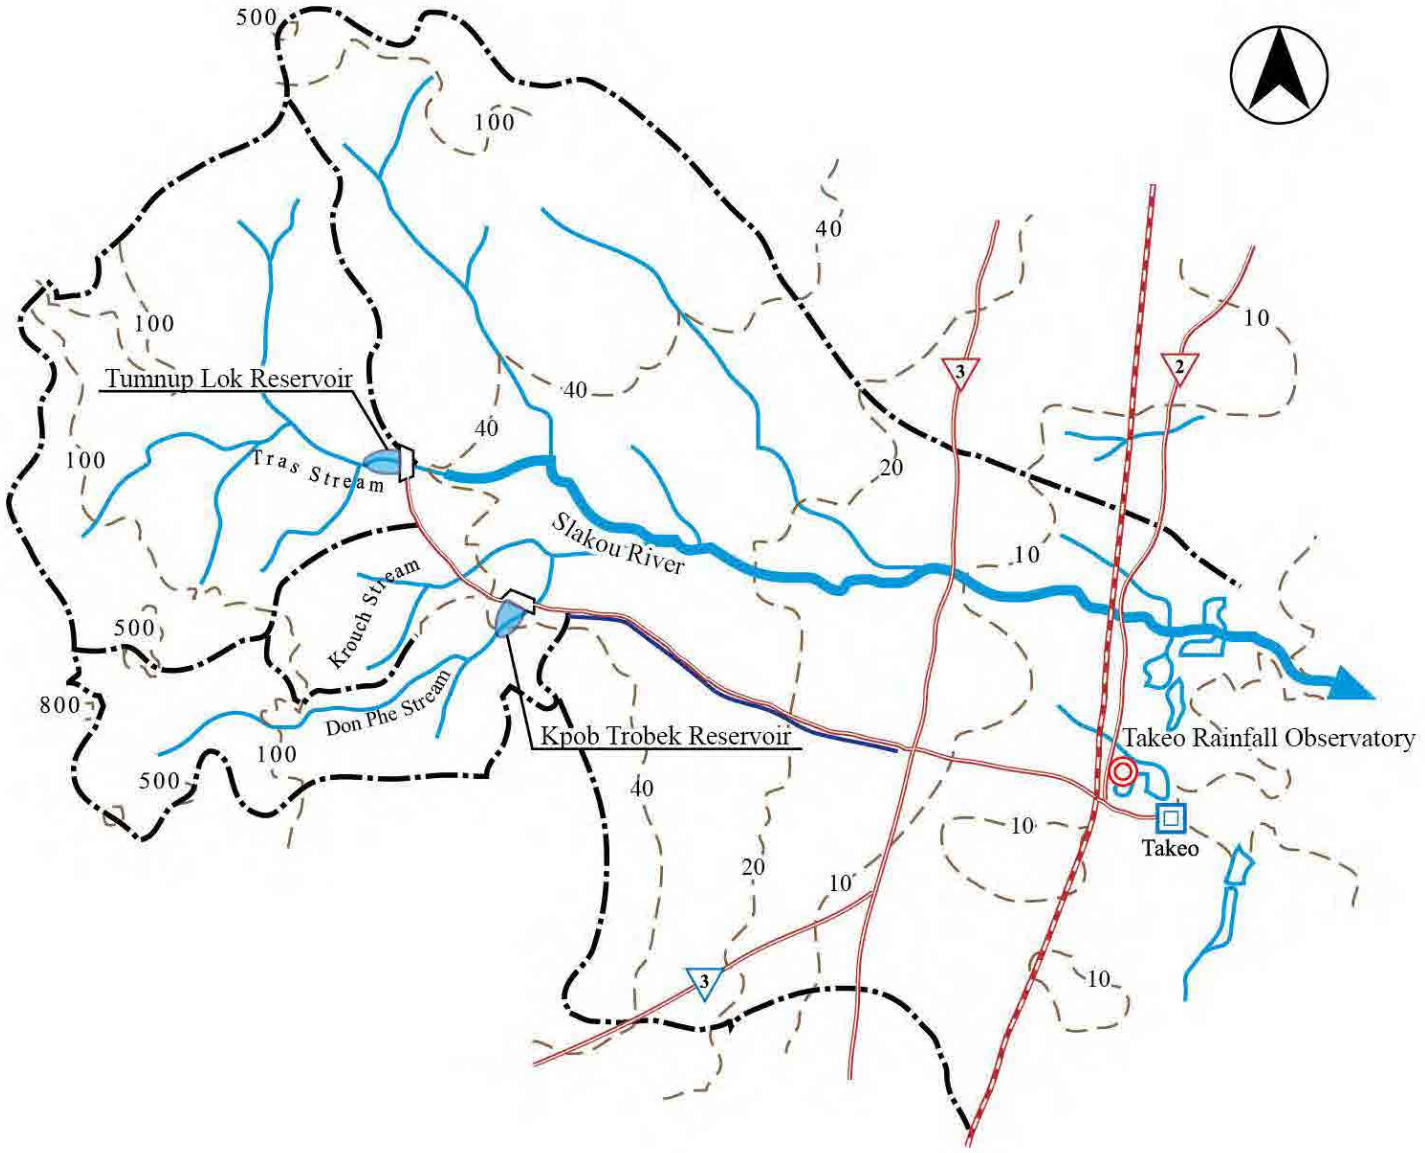 500
100
40
10
100
3
2
Tumnup Lok Reservoir
40
40
100
Tras Stream
20
Slakou River
10
Krouch Stream
500
800
Don Phe Stream
Kpob Trobek Reservoir
Takeo Rainfall Observatory
100
500
40
10
Takeo
20
10
3
10